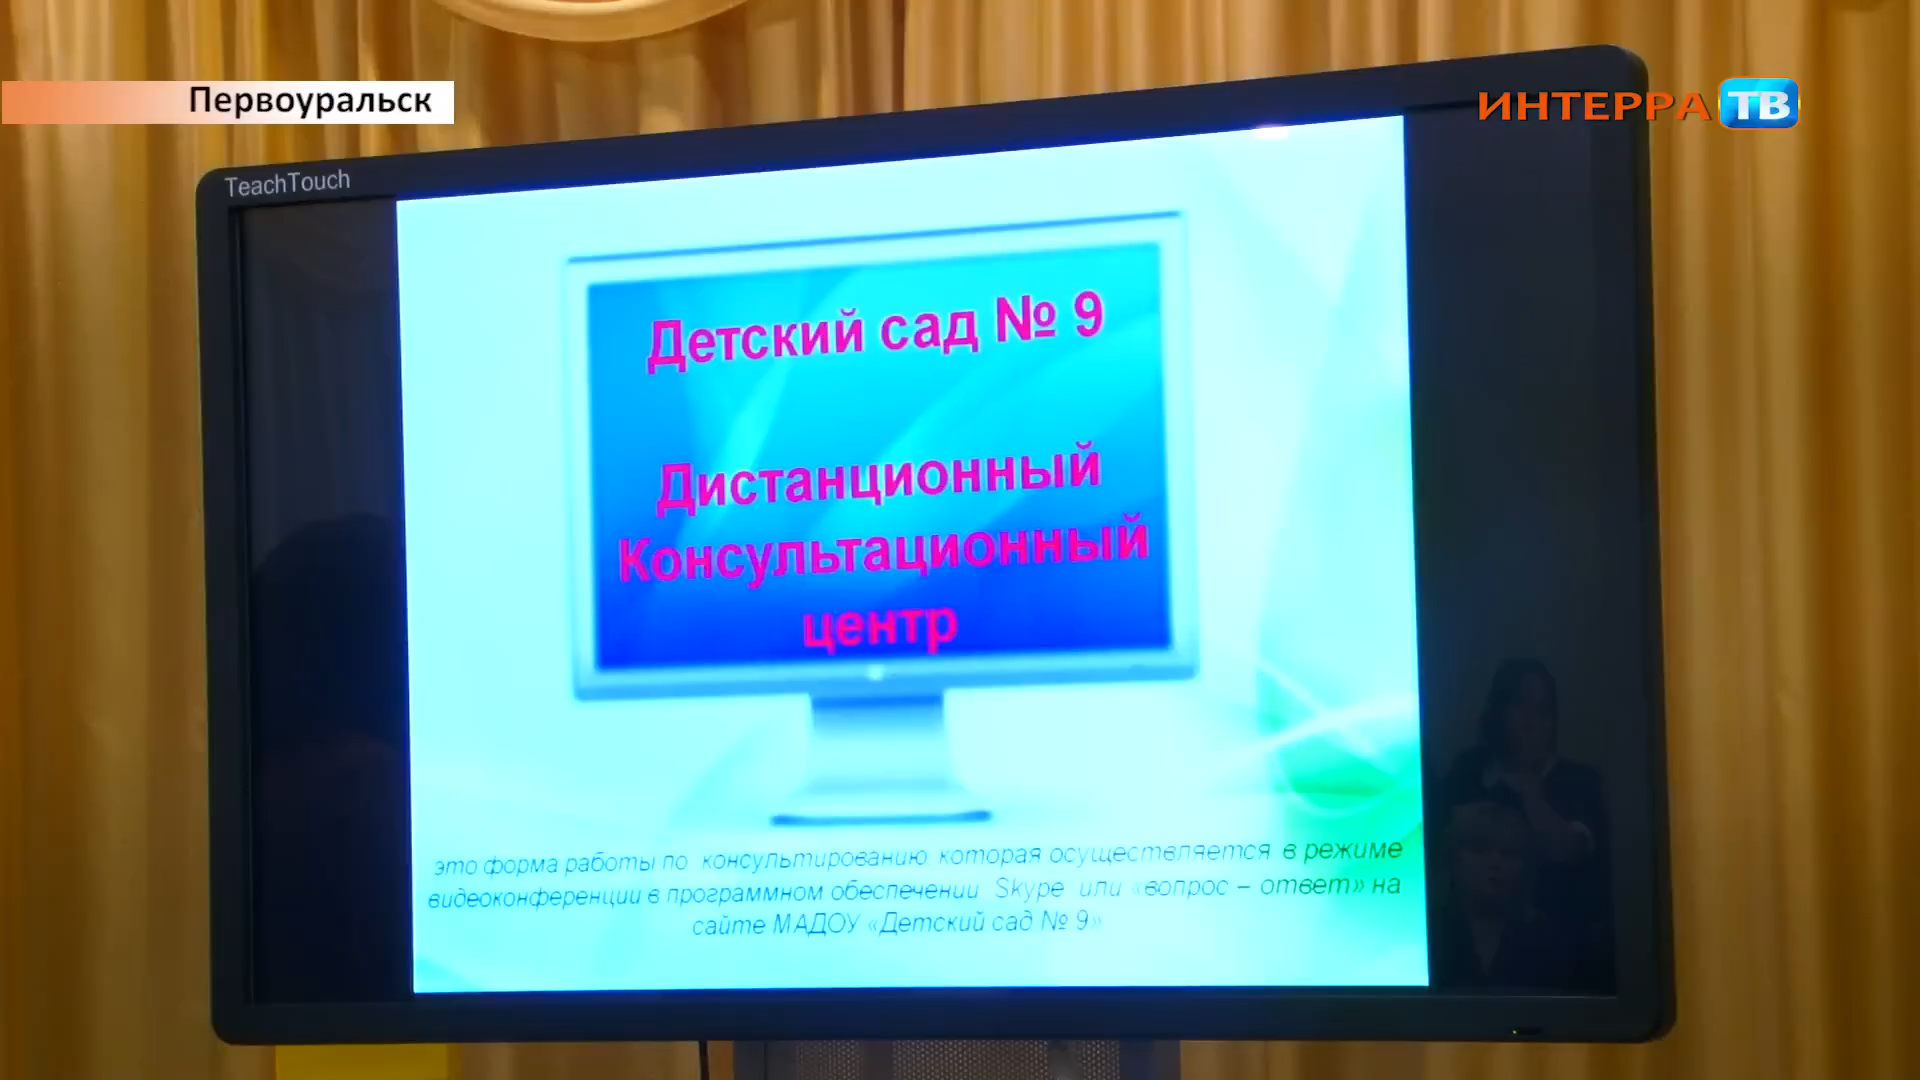 Первоуральск
ИНТЕРРА ТВ
TeachTouch
Детский сад № 9
Дистанционный
Консультационный
центр
это форма работы по консультированию которая осуществляется в режиме
видеоконференции в программном обеспечении Skype или «вопрос – ответ» на
сайте МАДОУ «Детский сад № 9»